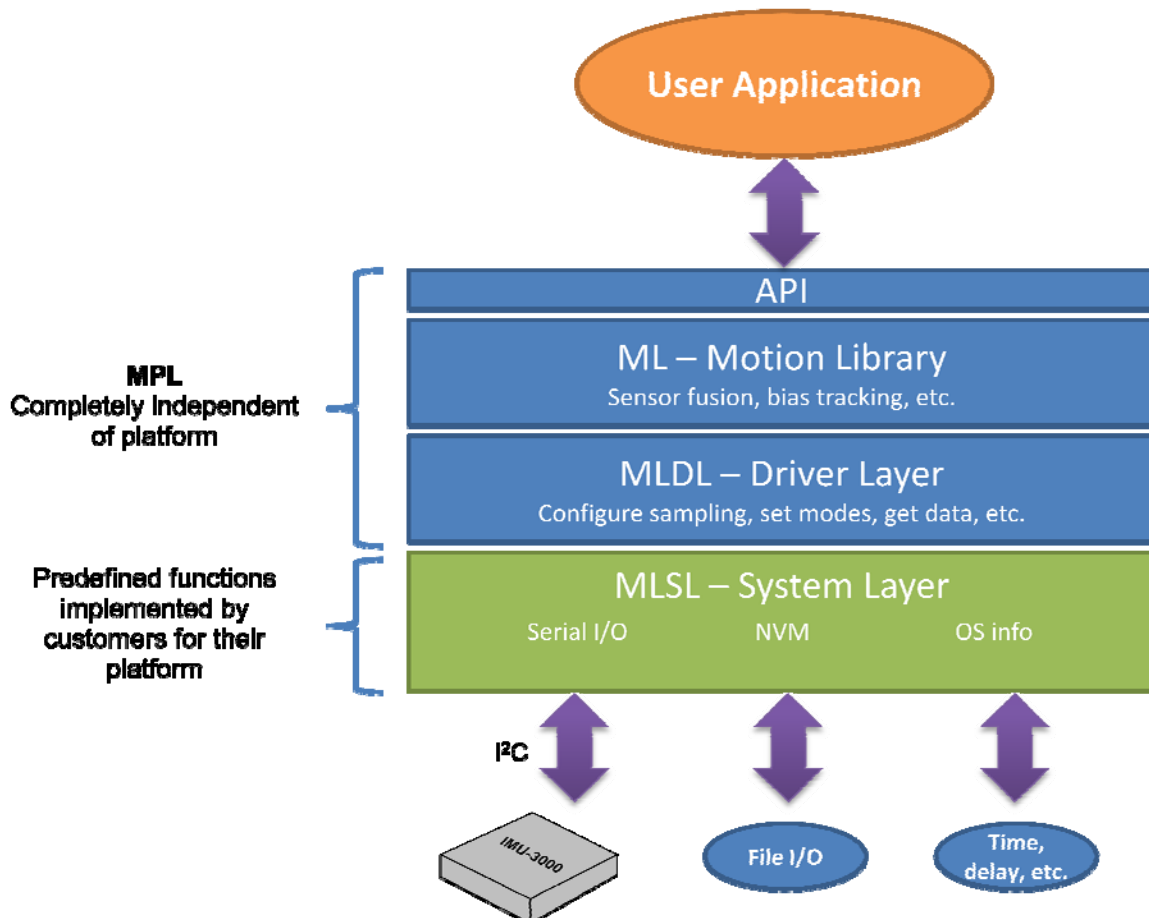 User Application
API
ML – Motion Library
Sensor fusion, bias tracking, etc.
MPL
Completely Independent
of platform
MLDL – Driver Layer
Configure sampling, set modes, get data, etc.
Predefined functions
implemented by
customers for their
platform
MLSL – System Layer
Serial I/O NVM OS info
I²C
IMU-3000
File I/O
Time,
delay, etc.